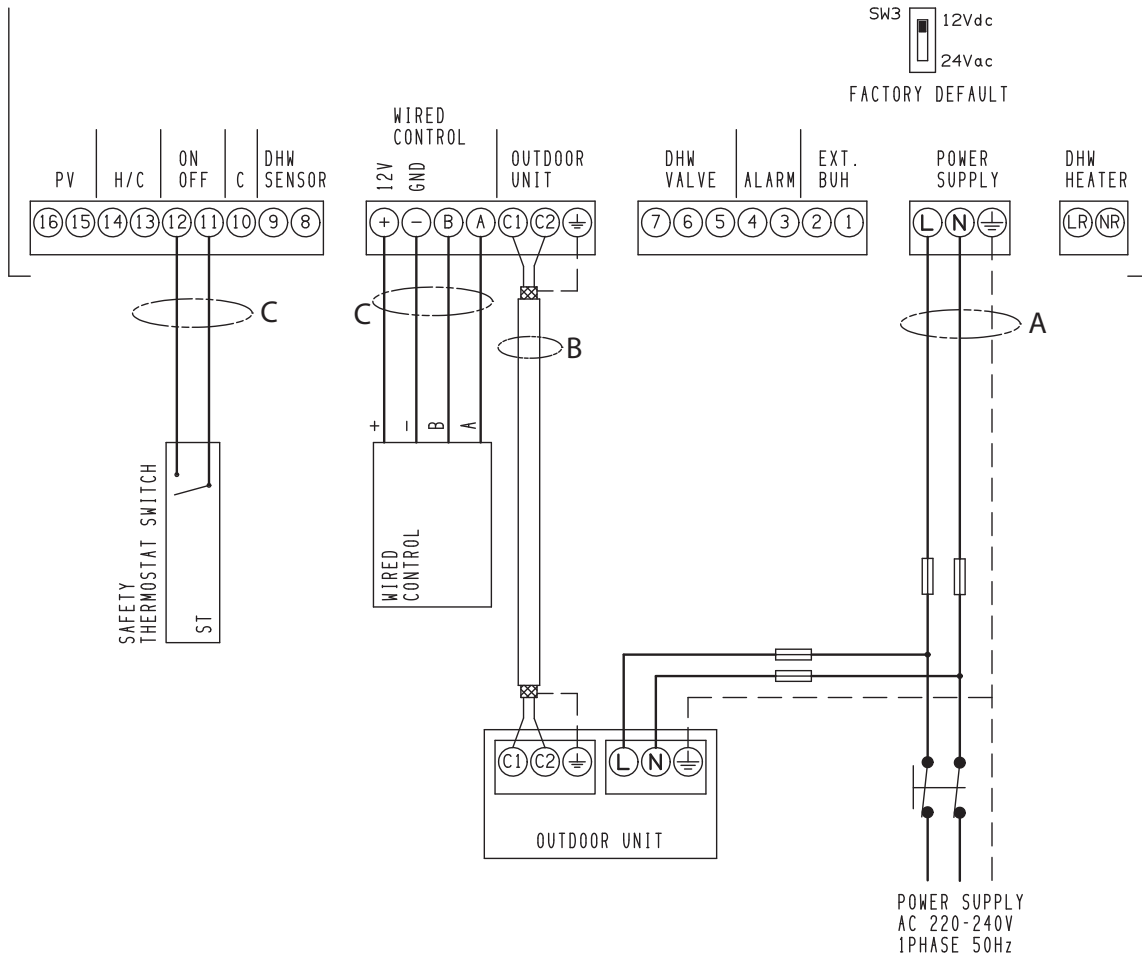 SW3
12Vdc
24Vac
FACTORY DEFAULT
WIRED
CONTROL
PV
H/C
ON
OFF
C
DHW
SENSOR
12V
GND
OUTDOOR
UNIT
DHW
VALVE
ALARM
EXT.
BUH
POWER
SUPPLY
DHW
HEATER
16 15 14 13 12 11 10 9 8
+ − B A C1 C2
7 6 5 4 3 2 1
L N
LR NR
C
C
B
A
+ − B A
SAFETY
THERMOSTAT SWITCH
ST
WIRED
CONTROL
C1 C2
L N
OUTDOOR UNIT
POWER SUPPLY
AC 220-240V
1PHASE 50Hz